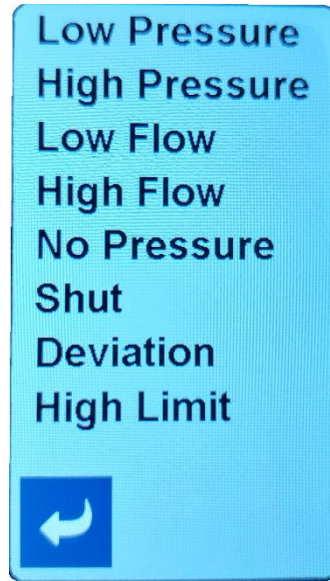 Low Pressure
High Pressure
Low Flow
High Flow
No Pressure
Shut
Deviation
High Limit